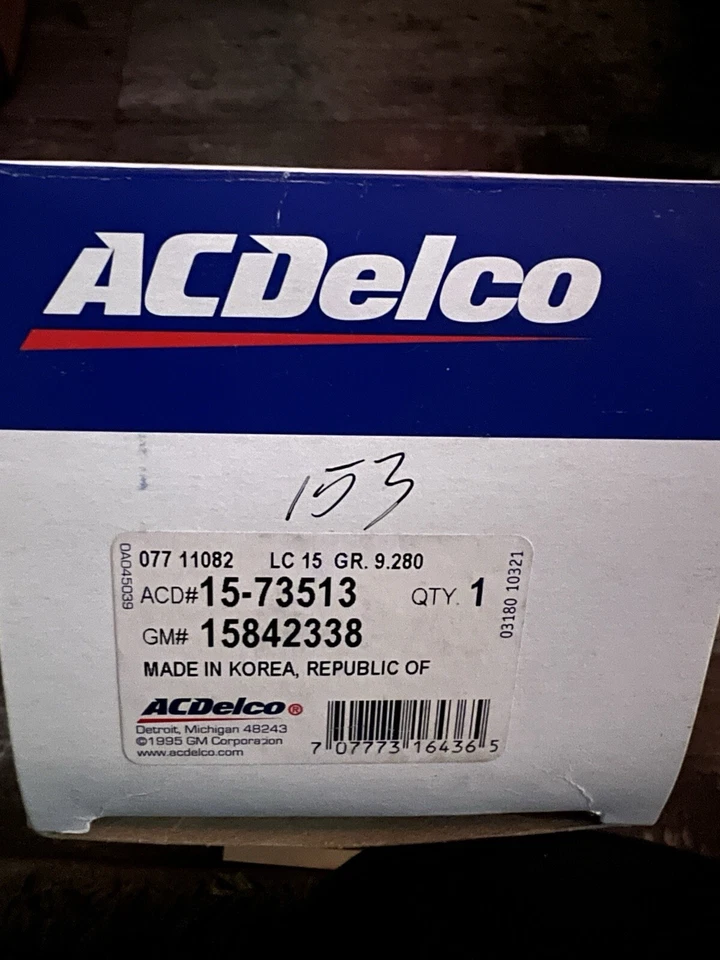 ACDelco
153
077 11082 LC 15 GR. 9.280
ACD#15-73513 QTY. 1
GM# 15842338
MADE IN KOREA, REPUBLIC OF
0AD45039
03180 10321
ACDelco®
Detroit, Michigan 48243
©1995 GM Corporation
www.acdelco.com
7 07773 16436 5